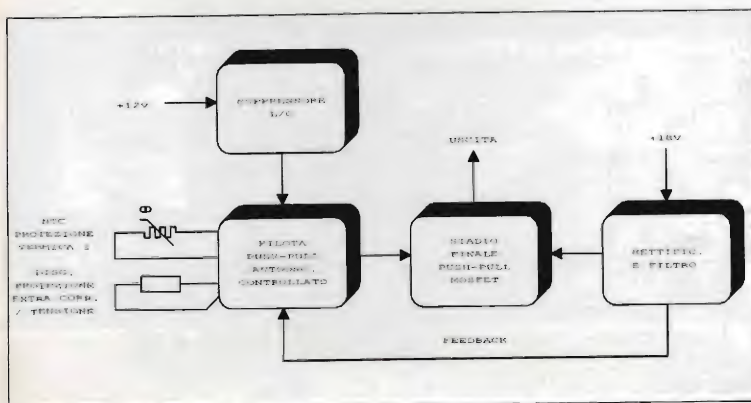 +12V
SOPPRESSORE
L/C
USCITA
+18V
NTC
PROTEZIONE
TERMICA
PILOTA
PUSH-PULL
CONTROLLATO
STADIO
FINALE
PUSH-PULL
MOSFET
RETTIFIC.
E FILTRO
PROTEZIONE
EXTRA CORR.
/ TENSIONE
FEEDBACK